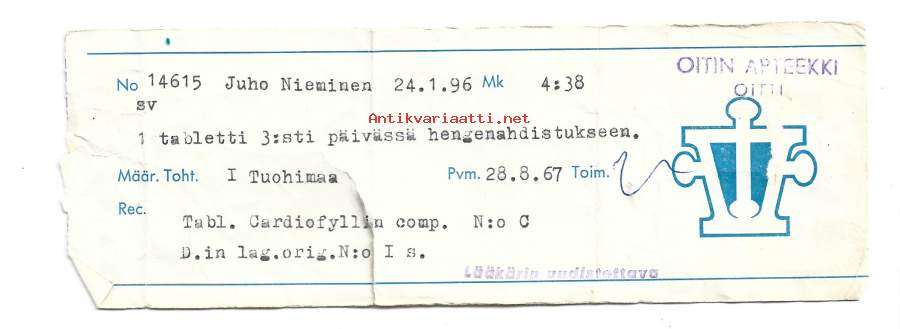 OITIN APTEEKKI
OITTI
No 14615 Juho Nieminen 24.1.96 Mk 4:38
sv
Antikvariaatti.net
1 tabletti 3:sti päivässä hengenahdistukseen.
Määr. Toht. I Tuohimaa Pvm. 28.8.67 Toim.
Rec.
Tabl. Cardiofyllin comp. N:o C
D.in lag.orig.N:o I s.
Lääkärin uudistettava